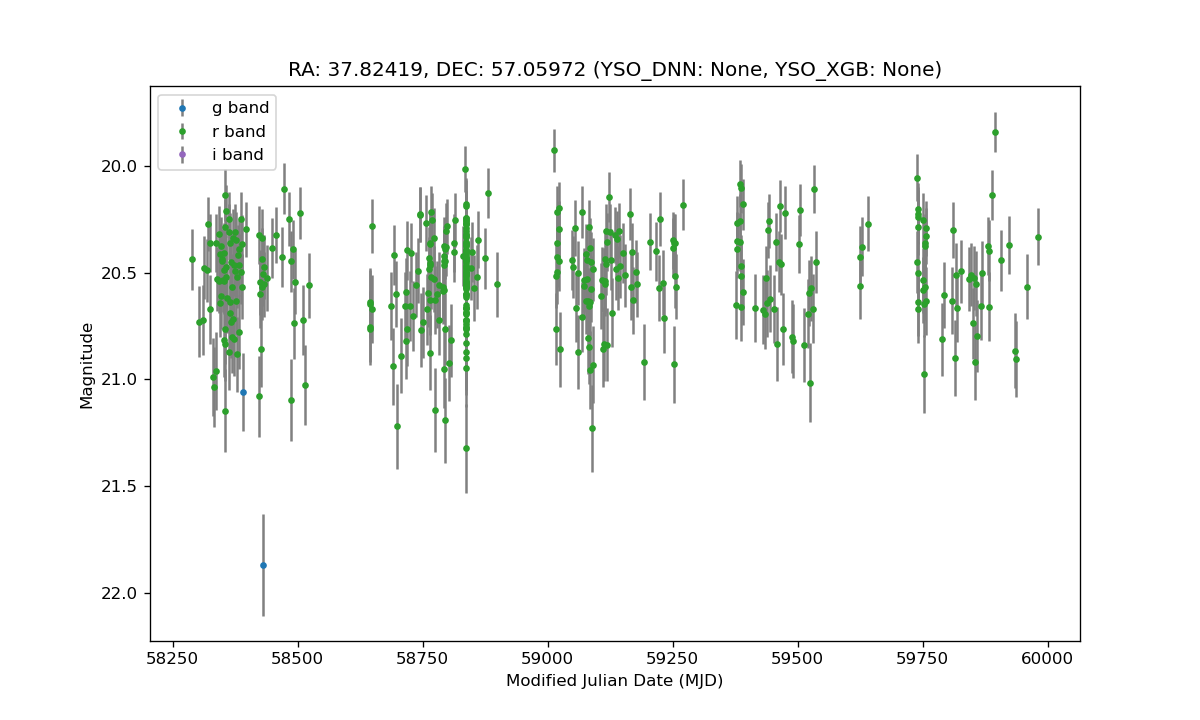 RA: 37.82419, DEC: 57.05972 (YSO_DNN: None, YSO_XGB: None)
g band
r band
i band
20.0
20.5
21.0
21.5
22.0
Magnitude
58250 58500 58750 59000 59250 59500 59750 60000
Modified Julian Date (MJD)